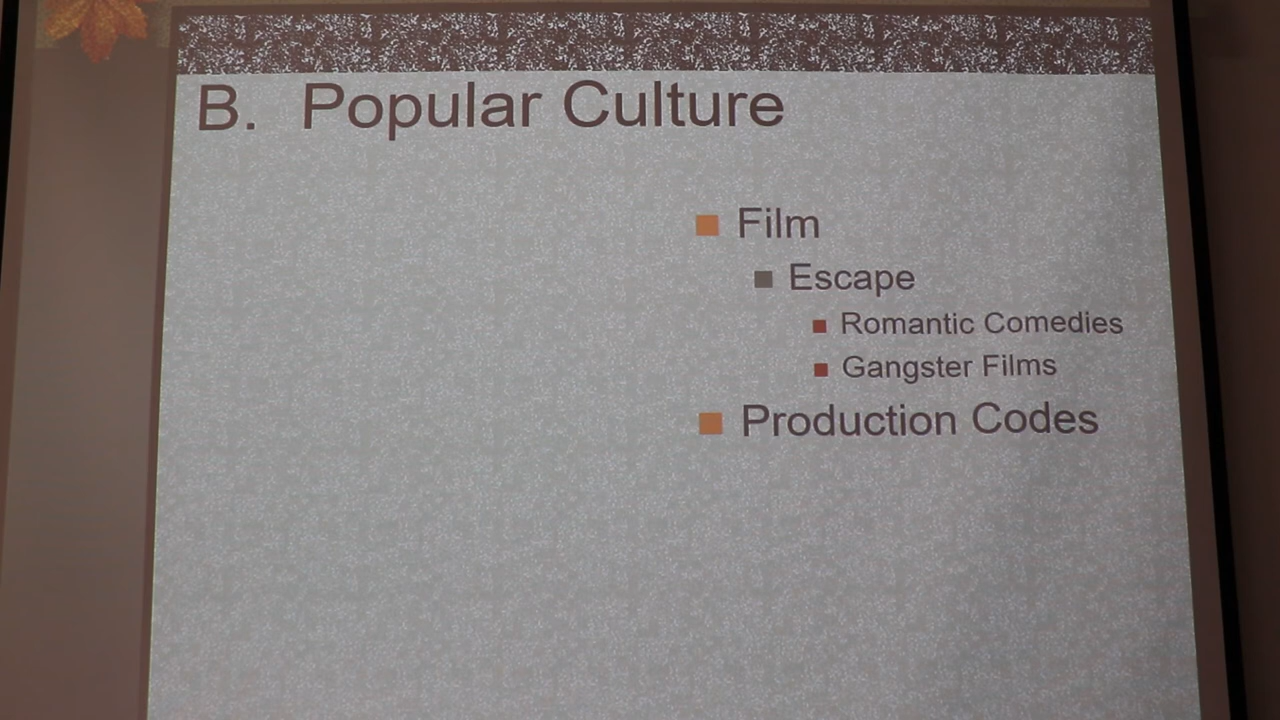 B. Popular Culture
Film
Escape
Romantic Comedies
Gangster Films
Production Codes